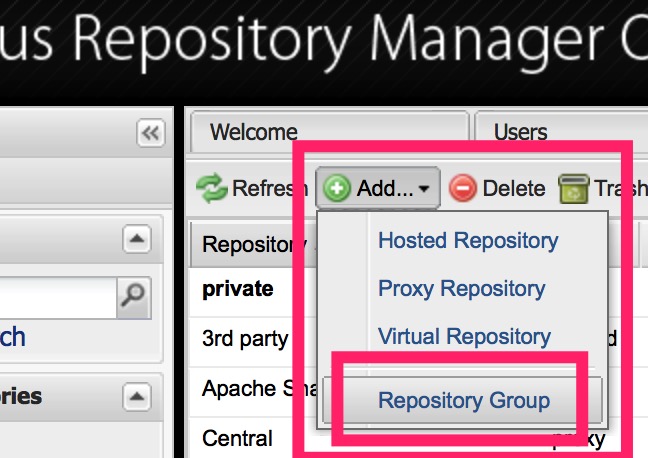 us Repository Manager O
Welcome
Users
Refresh
Add...
Delete
Trash
Repository
Hosted Repository
private
Proxy Repository
3rd party
Virtual Repository
d
ch
Apache Sna
ries
Repository Group
Central
proxy